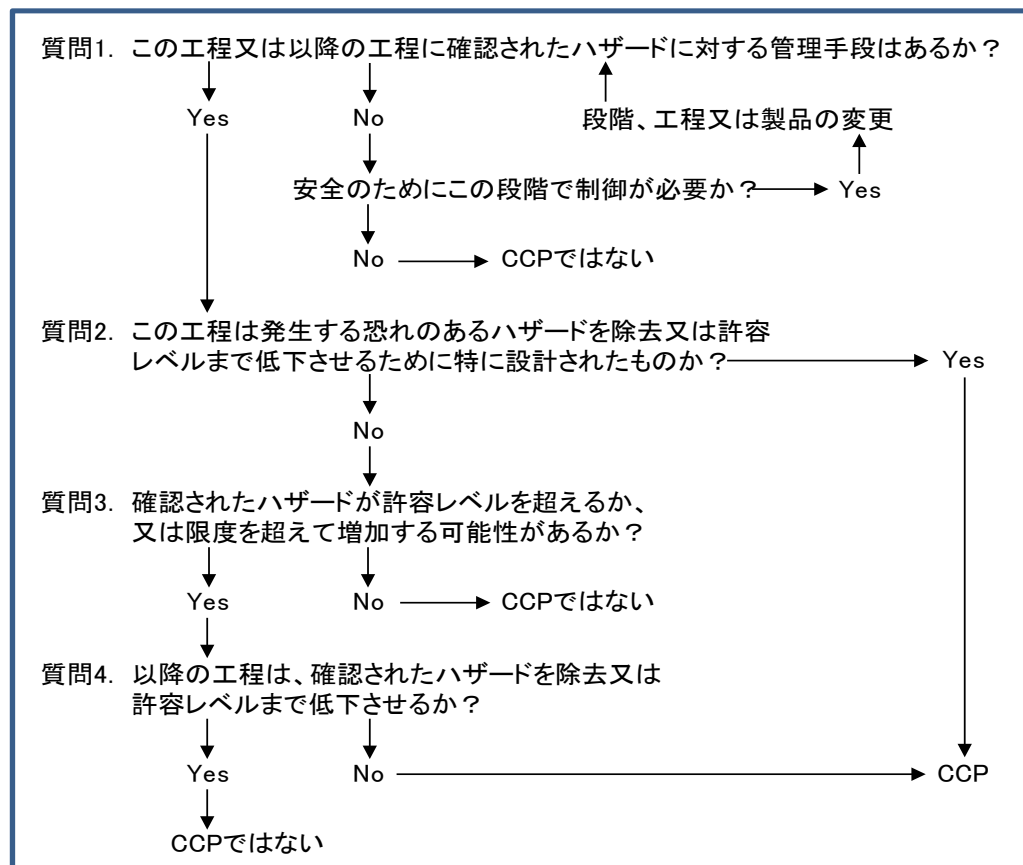 質問1. この工程又は以降の工程に確認されたハザードに対する管理手段はあるか？
Yes
No
段階、工程又は製品の変更
安全のためにこの段階で制御が必要か？
Yes
No
CCPではない
質問2. この工程は発生する恐れのあるハザードを除去又は許容
レベルまで低下させるために特に設計されたものか？
Yes
No
質問3. 確認されたハザードが許容レベルを超えるか、
又は限度を超えて増加する可能性があるか？
Yes
No
CCPではない
質問4. 以降の工程は、確認されたハザードを除去又は
許容レベルまで低下させるか？
Yes
No
CCP
CCPではない